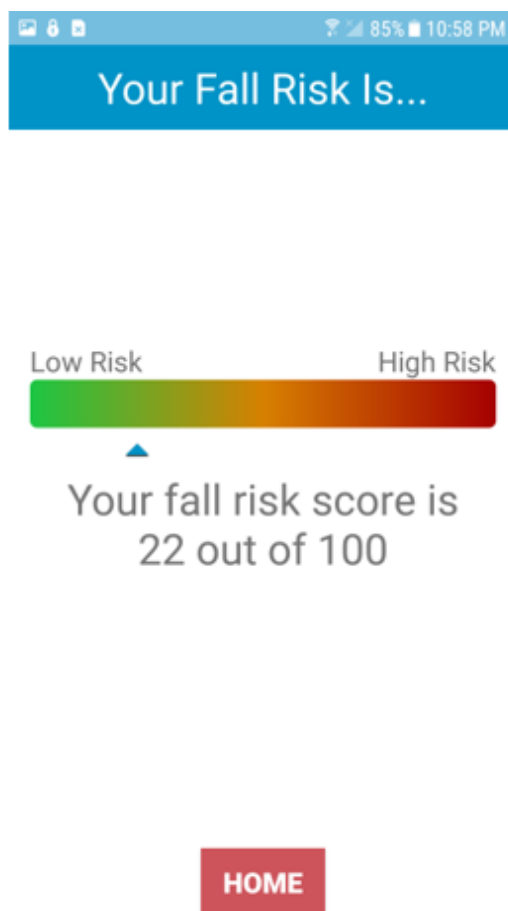 85% 10:58 PM
Your Fall Risk Is...
Low Risk High Risk
Your fall risk score is
22 out of 100
HOME